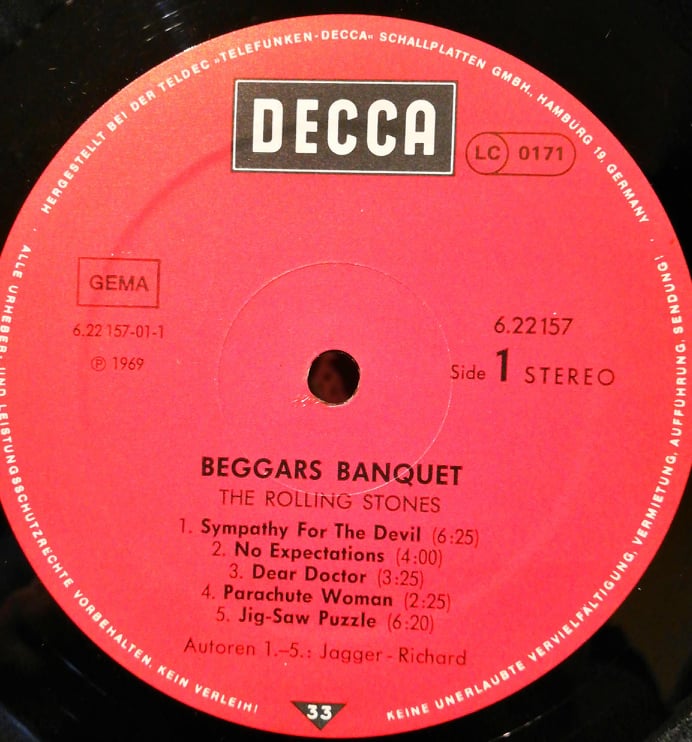 HERGESTELLT BEI DER TELDEC »TELEFUNKEN-DECCA« SCHALLPLATTEN GMBH., HAMBURG 19, GERMANY ·
DECCA
LC 0171
GEMA
6.22157-01-1
Ⓟ 1969
6.22157
Side 1 STEREO
BEGGARS BANQUET
THE ROLLING STONES
1. Sympathy For The Devil (6:25)
2. No Expectations (4:00)
3. Dear Doctor (3:25)
4. Parachute Woman (2:25)
5. Jig-Saw Puzzle (6:20)
Autoren 1.–5.: Jagger - Richard
33
· ALLE URHEBER- UND LEISTUNGSSCHUTZRECHTE VORBEHALTEN, KEIN VERLEIH!
KEINE UNERLAUBTE VERVIELFÄLTIGUNG, VERMIETUNG, AUFFÜHRUNG, SENDUNG!